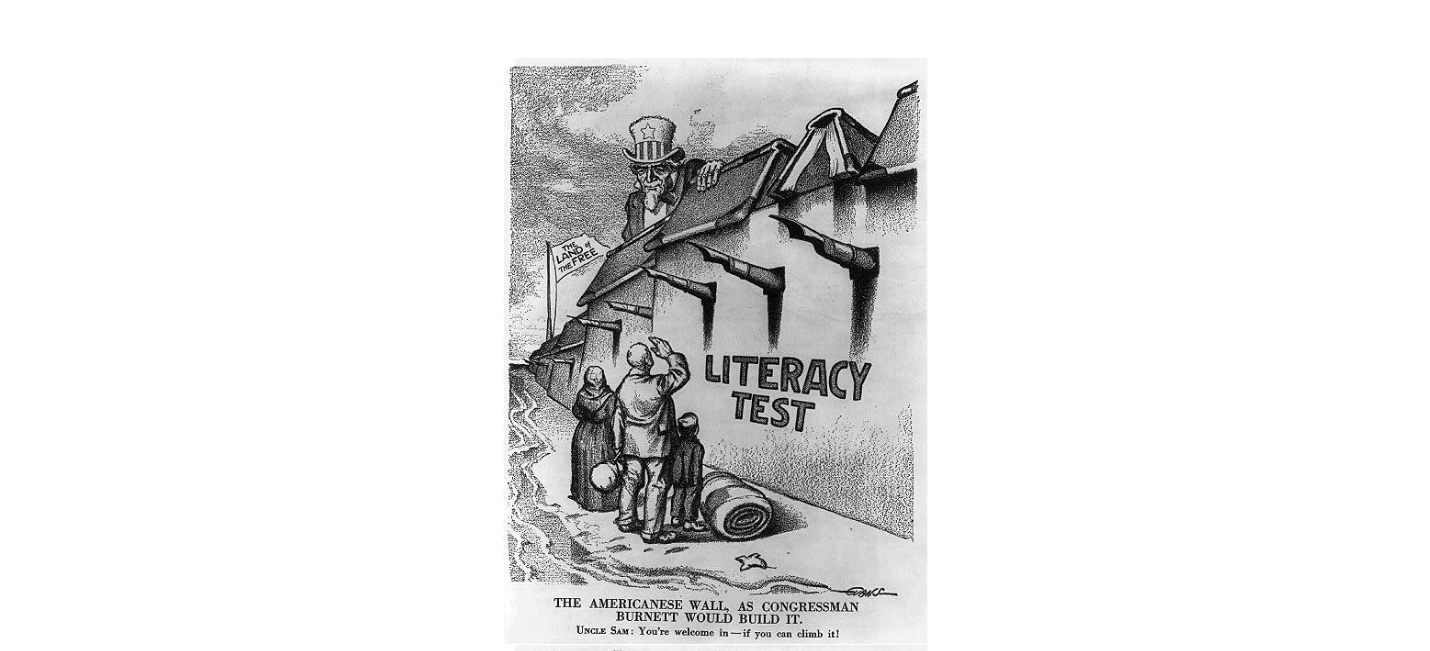 THE
LAND of
THE FREE
LITERACY
TEST
EVANS
THE AMERICANESE WALL, AS CONGRESSMAN
BURNETT WOULD BUILD IT.
UNCLE SAM: You're welcome in—if you can climb it!